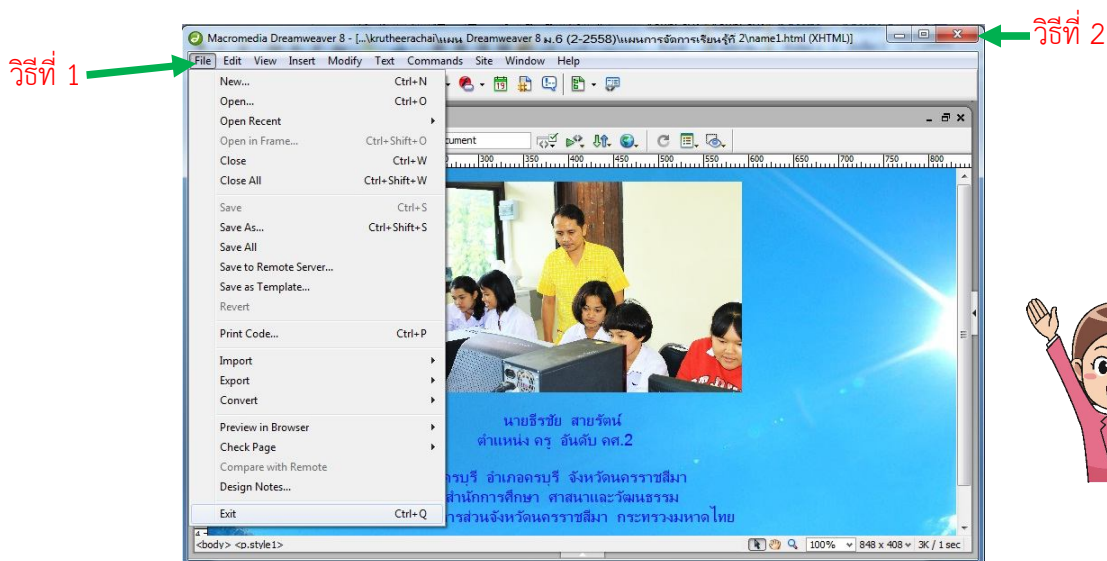 วิธีที่ 1
วิธีที่ 2
Macromedia Dreamweaver 8 - [...\krutheerachai\แผน Dreamweaver 8 ม.6 (2-2558)\แผนการจัดการเรียนรู้ที่ 2\name1.html (XHTML)]
File Edit View Insert Modify Text Commands Site Window Help
New... Ctrl+N
Open... Ctrl+O
Open Recent
Open in Frame... Ctrl+Shift+O
Close Ctrl+W
Close All Ctrl+Shift+W
Save Ctrl+S
Save As... Ctrl+Shift+S
Save All
Save to Remote Server...
Save as Template...
Revert
Print Code... Ctrl+P
Import
Export
Convert
Preview in Browser
Check Page
Compare with Remote
Design Notes...
Exit Ctrl+Q
19
cument
300 350 400 450 500 550 600 650 700 750 800
นายธีรชัย สายรัตน์
ตำแหน่ง ครู อันดับ คศ.2
ครบุรี อำเภอครบุรี จังหวัดนครราชสีมา
สำนักการศึกษา ศาสนาและวัฒนธรรม
ารส่วนจังหวัดนครราชสีมา กระทรวงมหาดไทย
<body> <p.style1> 100% 848 x 408 3K / 1 sec